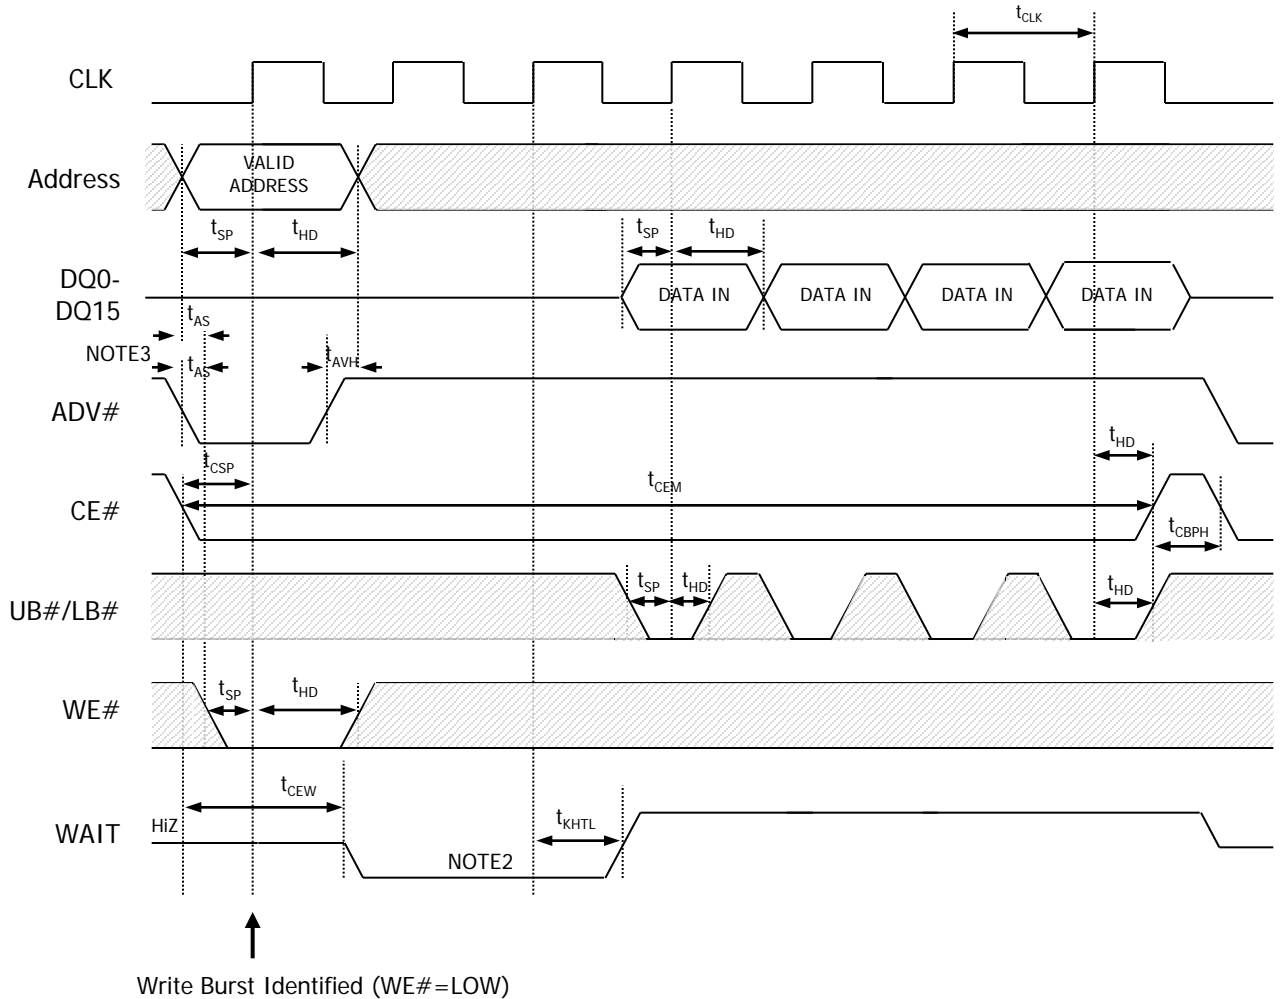 tCLK
CLK
Address
VALID
ADDRESS
tSP
tHD
tSP
tHD
DQ0-
DQ15
DATA IN
DATA IN
DATA IN
DATA IN
tAS
NOTE3
tAS
tAVH
ADV#
tHD
tCSP
tCEM
CE#
tCBPH
UB#/LB#
tSP
tHD
tHD
WE#
tSP
tHD
tCEW
WAIT
HiZ
tKHTL
NOTE2
Write Burst Identified (WE#=LOW)